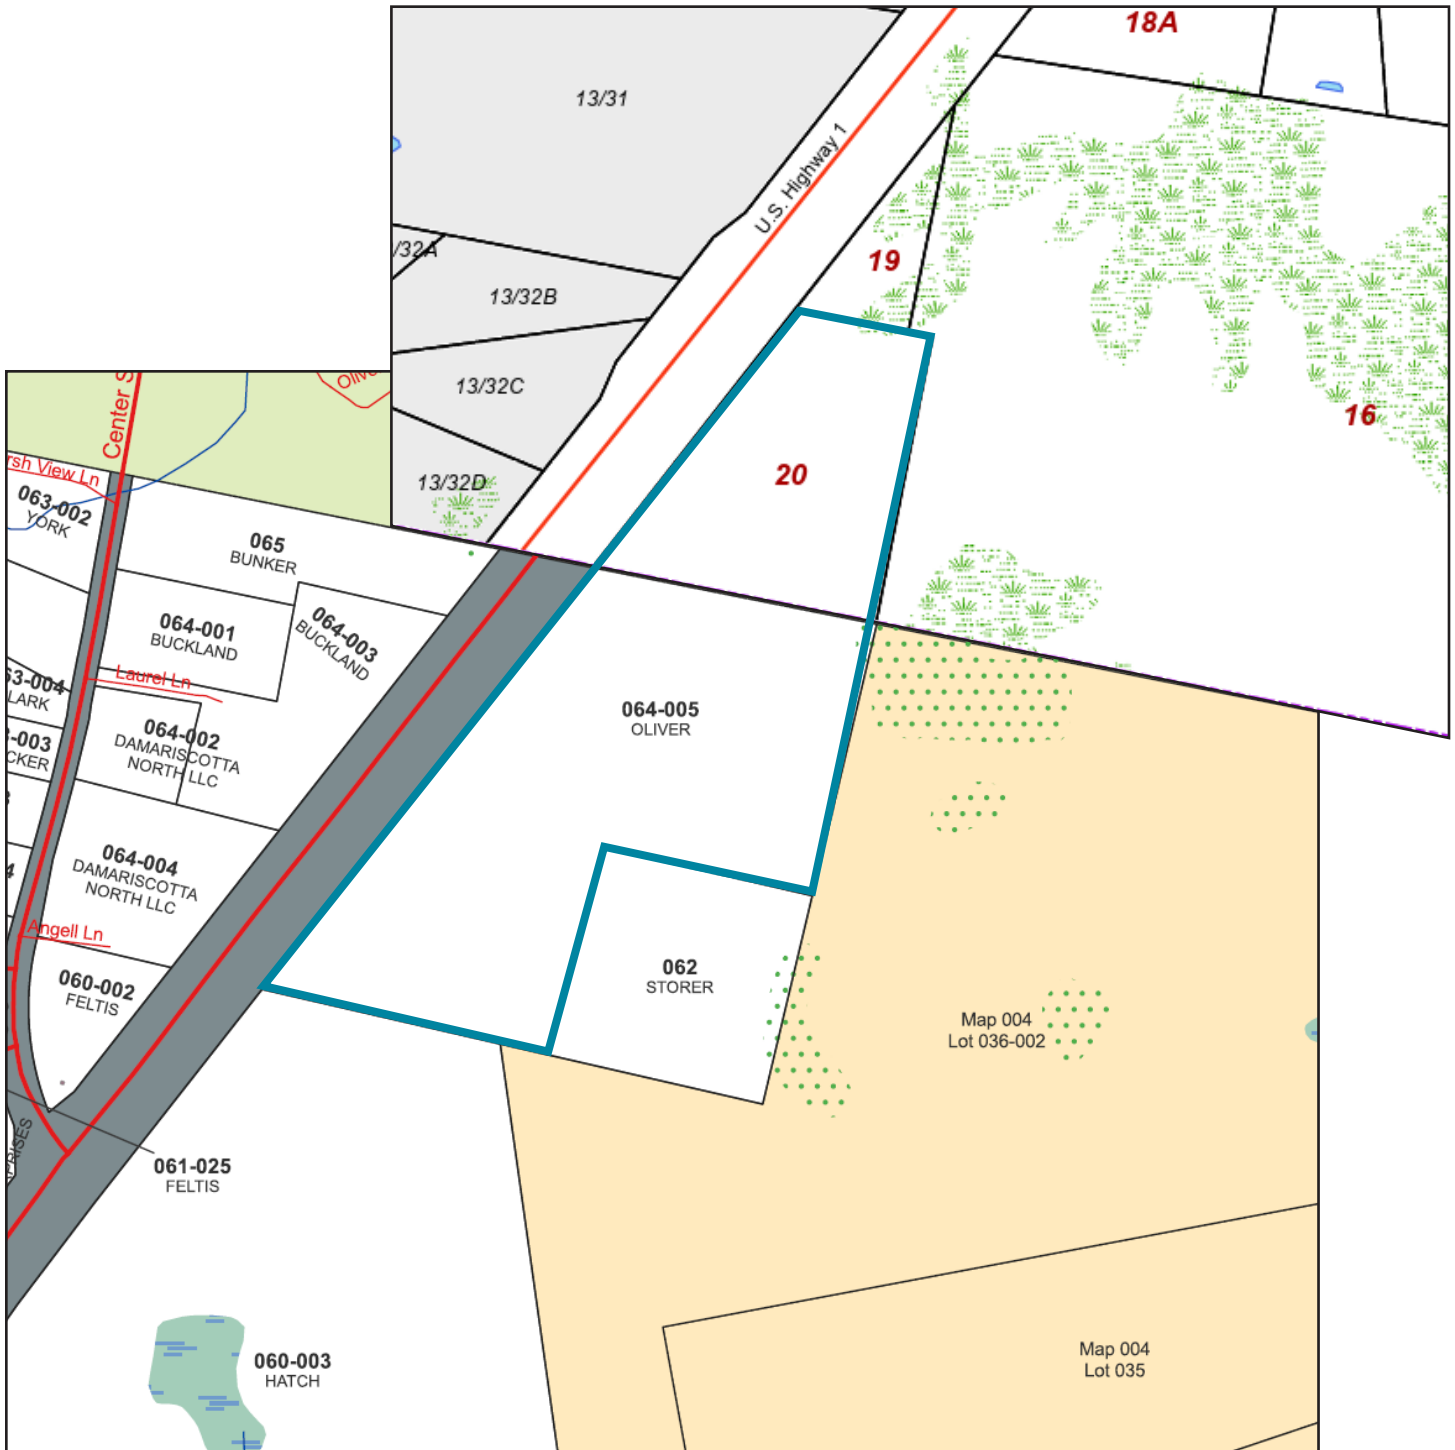 18A
13/31
U.S. Highway 1
/32A
19
13/32B
13/32C
16
13/32D
20
Center S
rsh View Ln
063-002
YORK
065
BUNKER
064-001
BUCKLAND
064-003
BUCKLAND
Laurel Ln
63-004
LARK
064-002
DAMARISCOTTA
NORTH LLC
-003
CKER
064-005
OLIVER
064-004
DAMARISCOTTA
NORTH LLC
4
Angell Ln
060-002
FELTIS
062
STORER
Map 004
Lot 036-002
PRISES
061-025
FELTIS
060-003
HATCH
Map 004
Lot 035